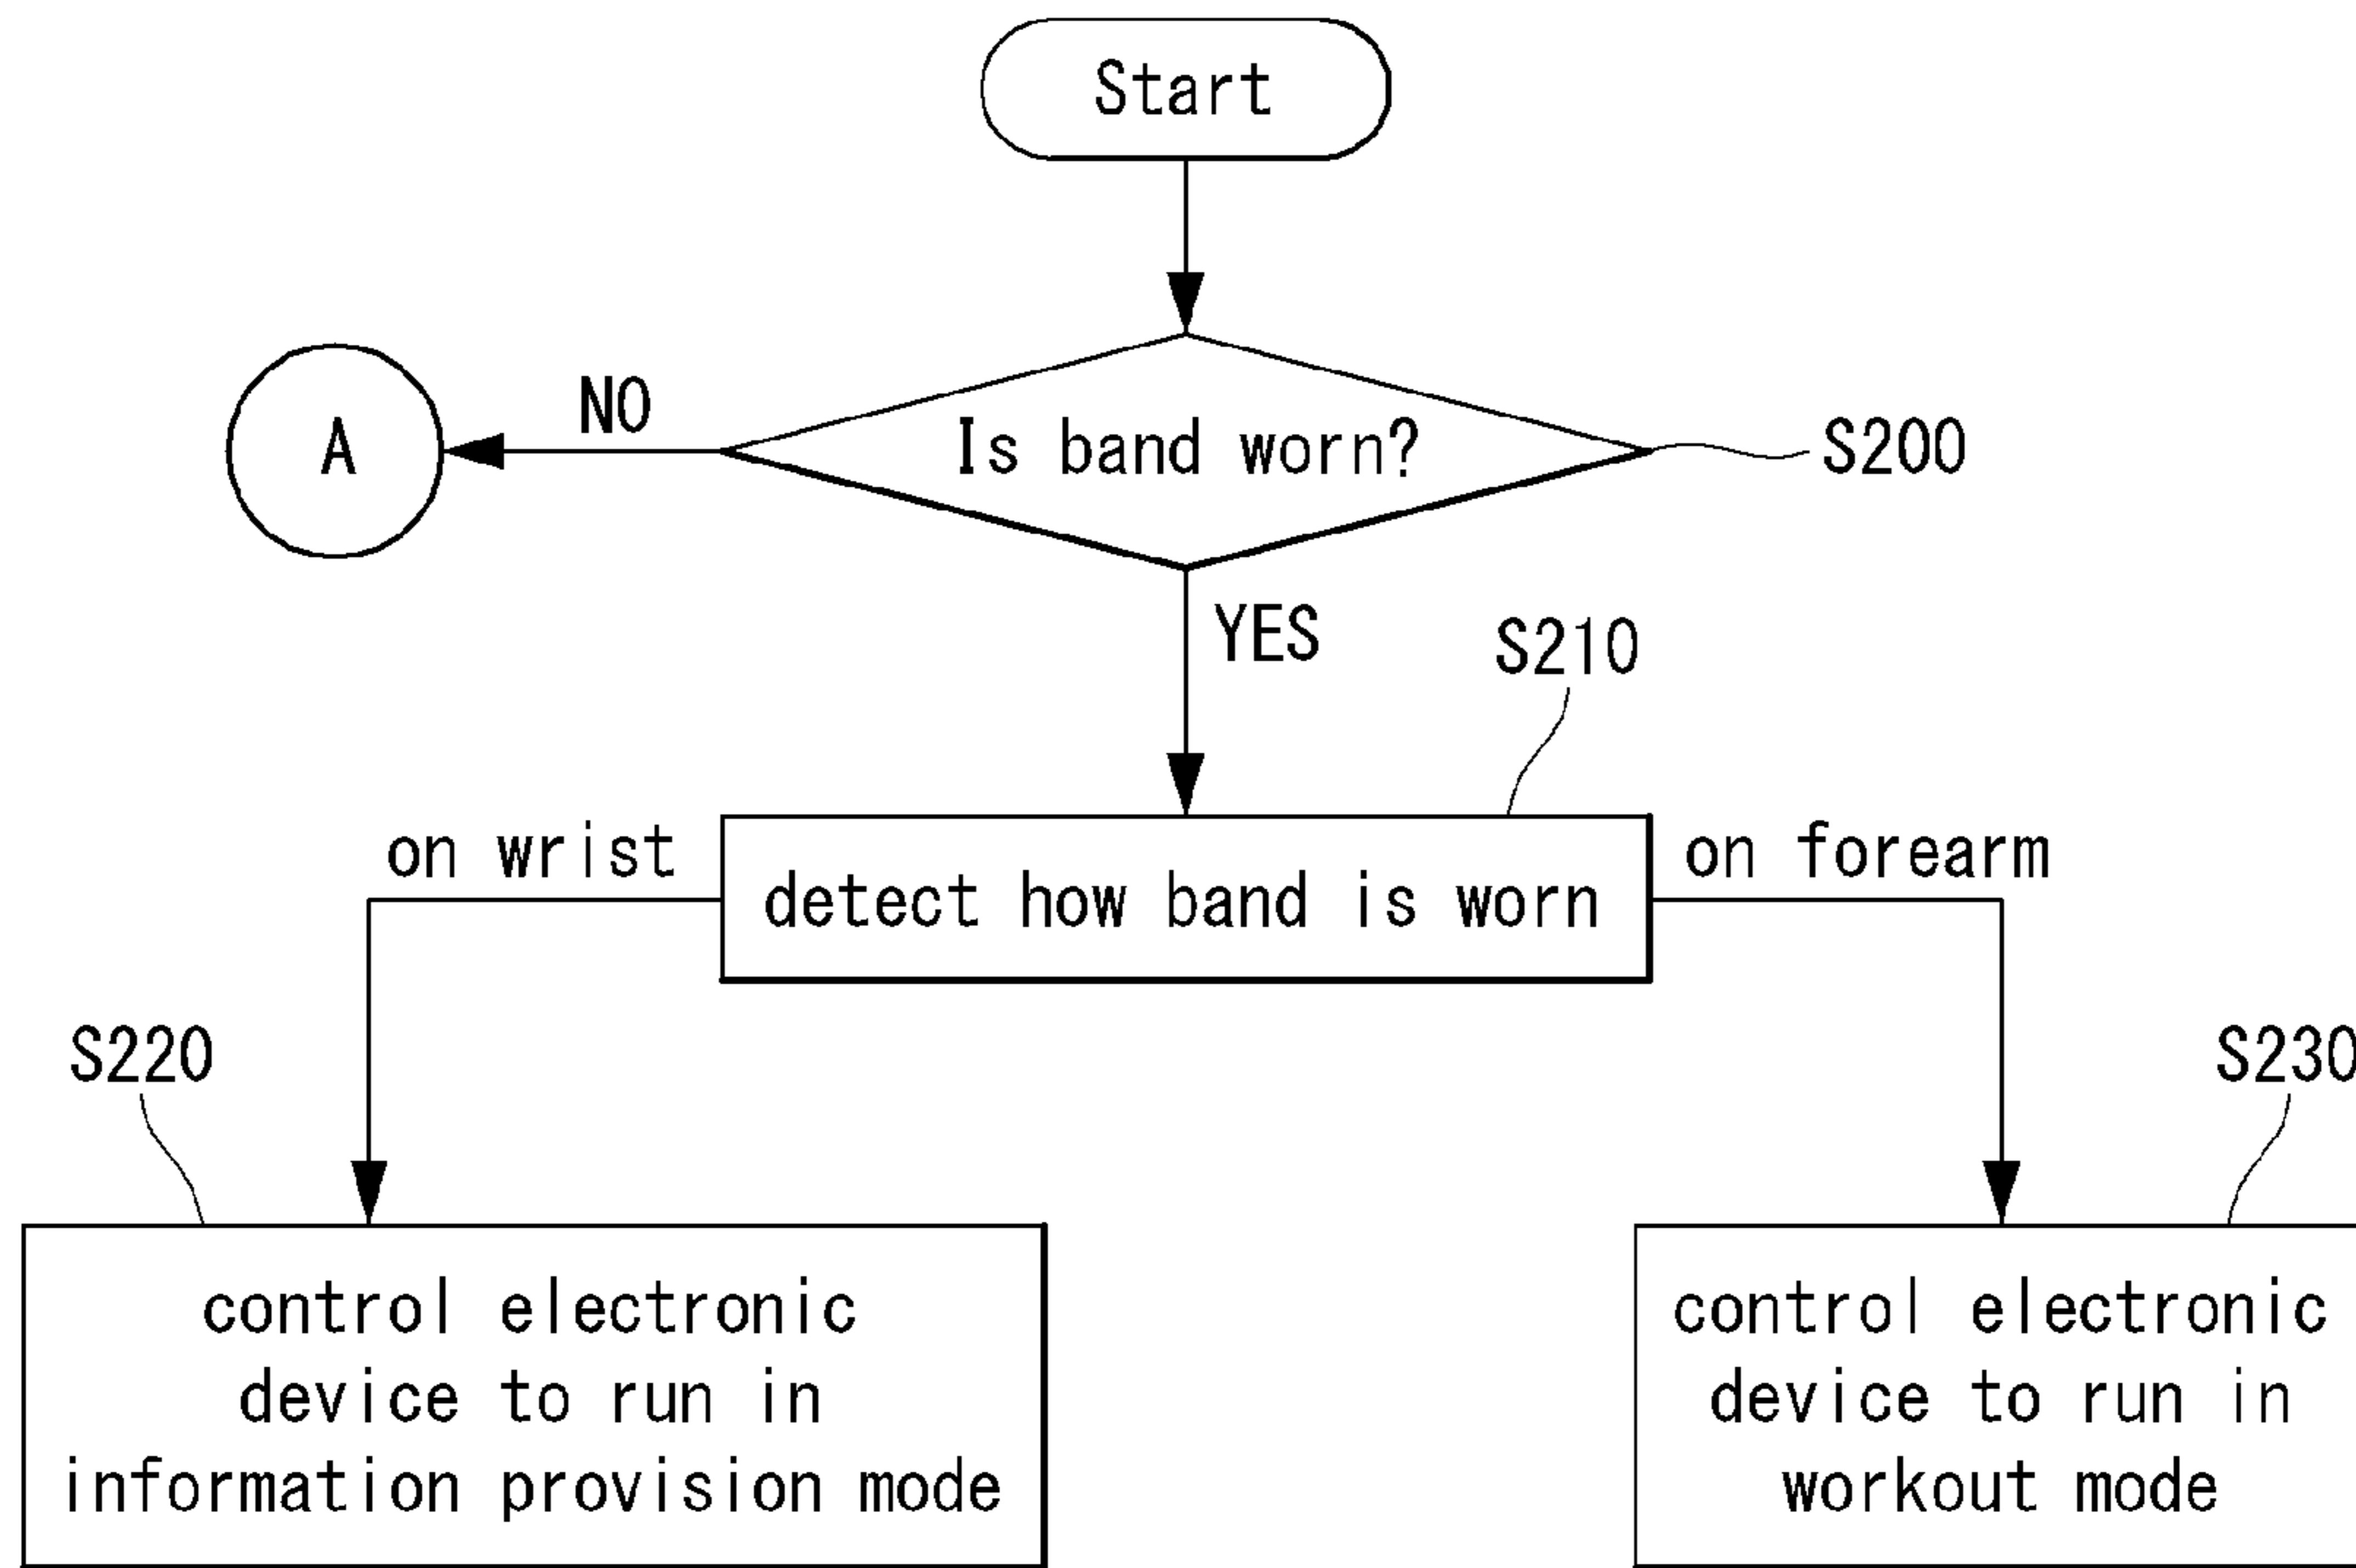 Start
A
NO
Is band worn?
S200
YES
S210
on wrist
detect how band is worn
on forearm
S220
S230
control electronic
device to run in
information provision mode
control electronic
device to run in
workout mode